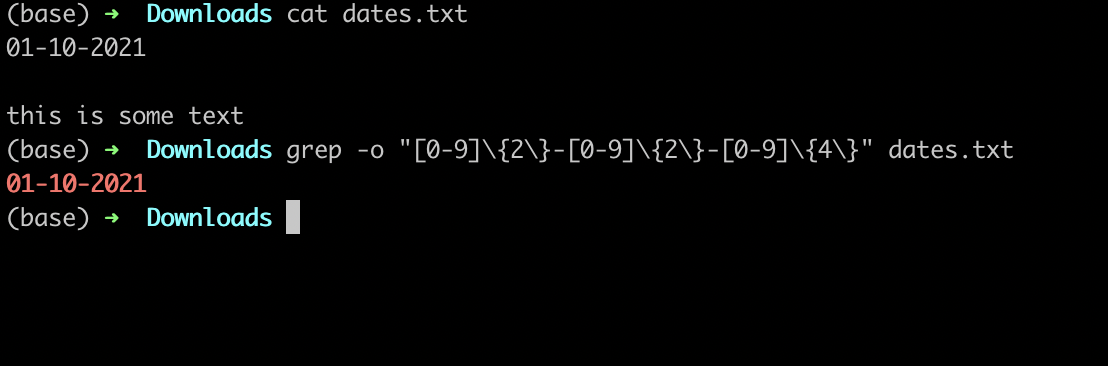 (base) ➜  Downloads cat dates.txt
01-10-2021

this is some text
(base) ➜  Downloads grep -o "[0-9]\{2\}-[0-9]\{2\}-[0-9]\{4\}" dates.txt
01-10-2021
(base) ➜  Downloads